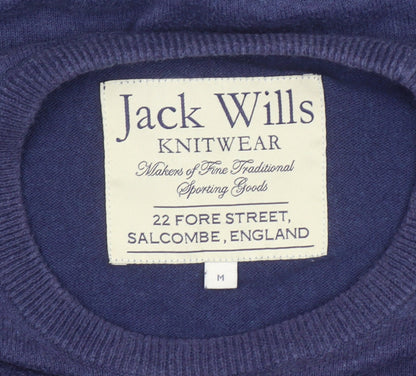 Jack Wills
KNITWEAR
Makers of Fine Traditional
Sporting Goods
22 FORE STREET,
SALCOMBE, ENGLAND
M